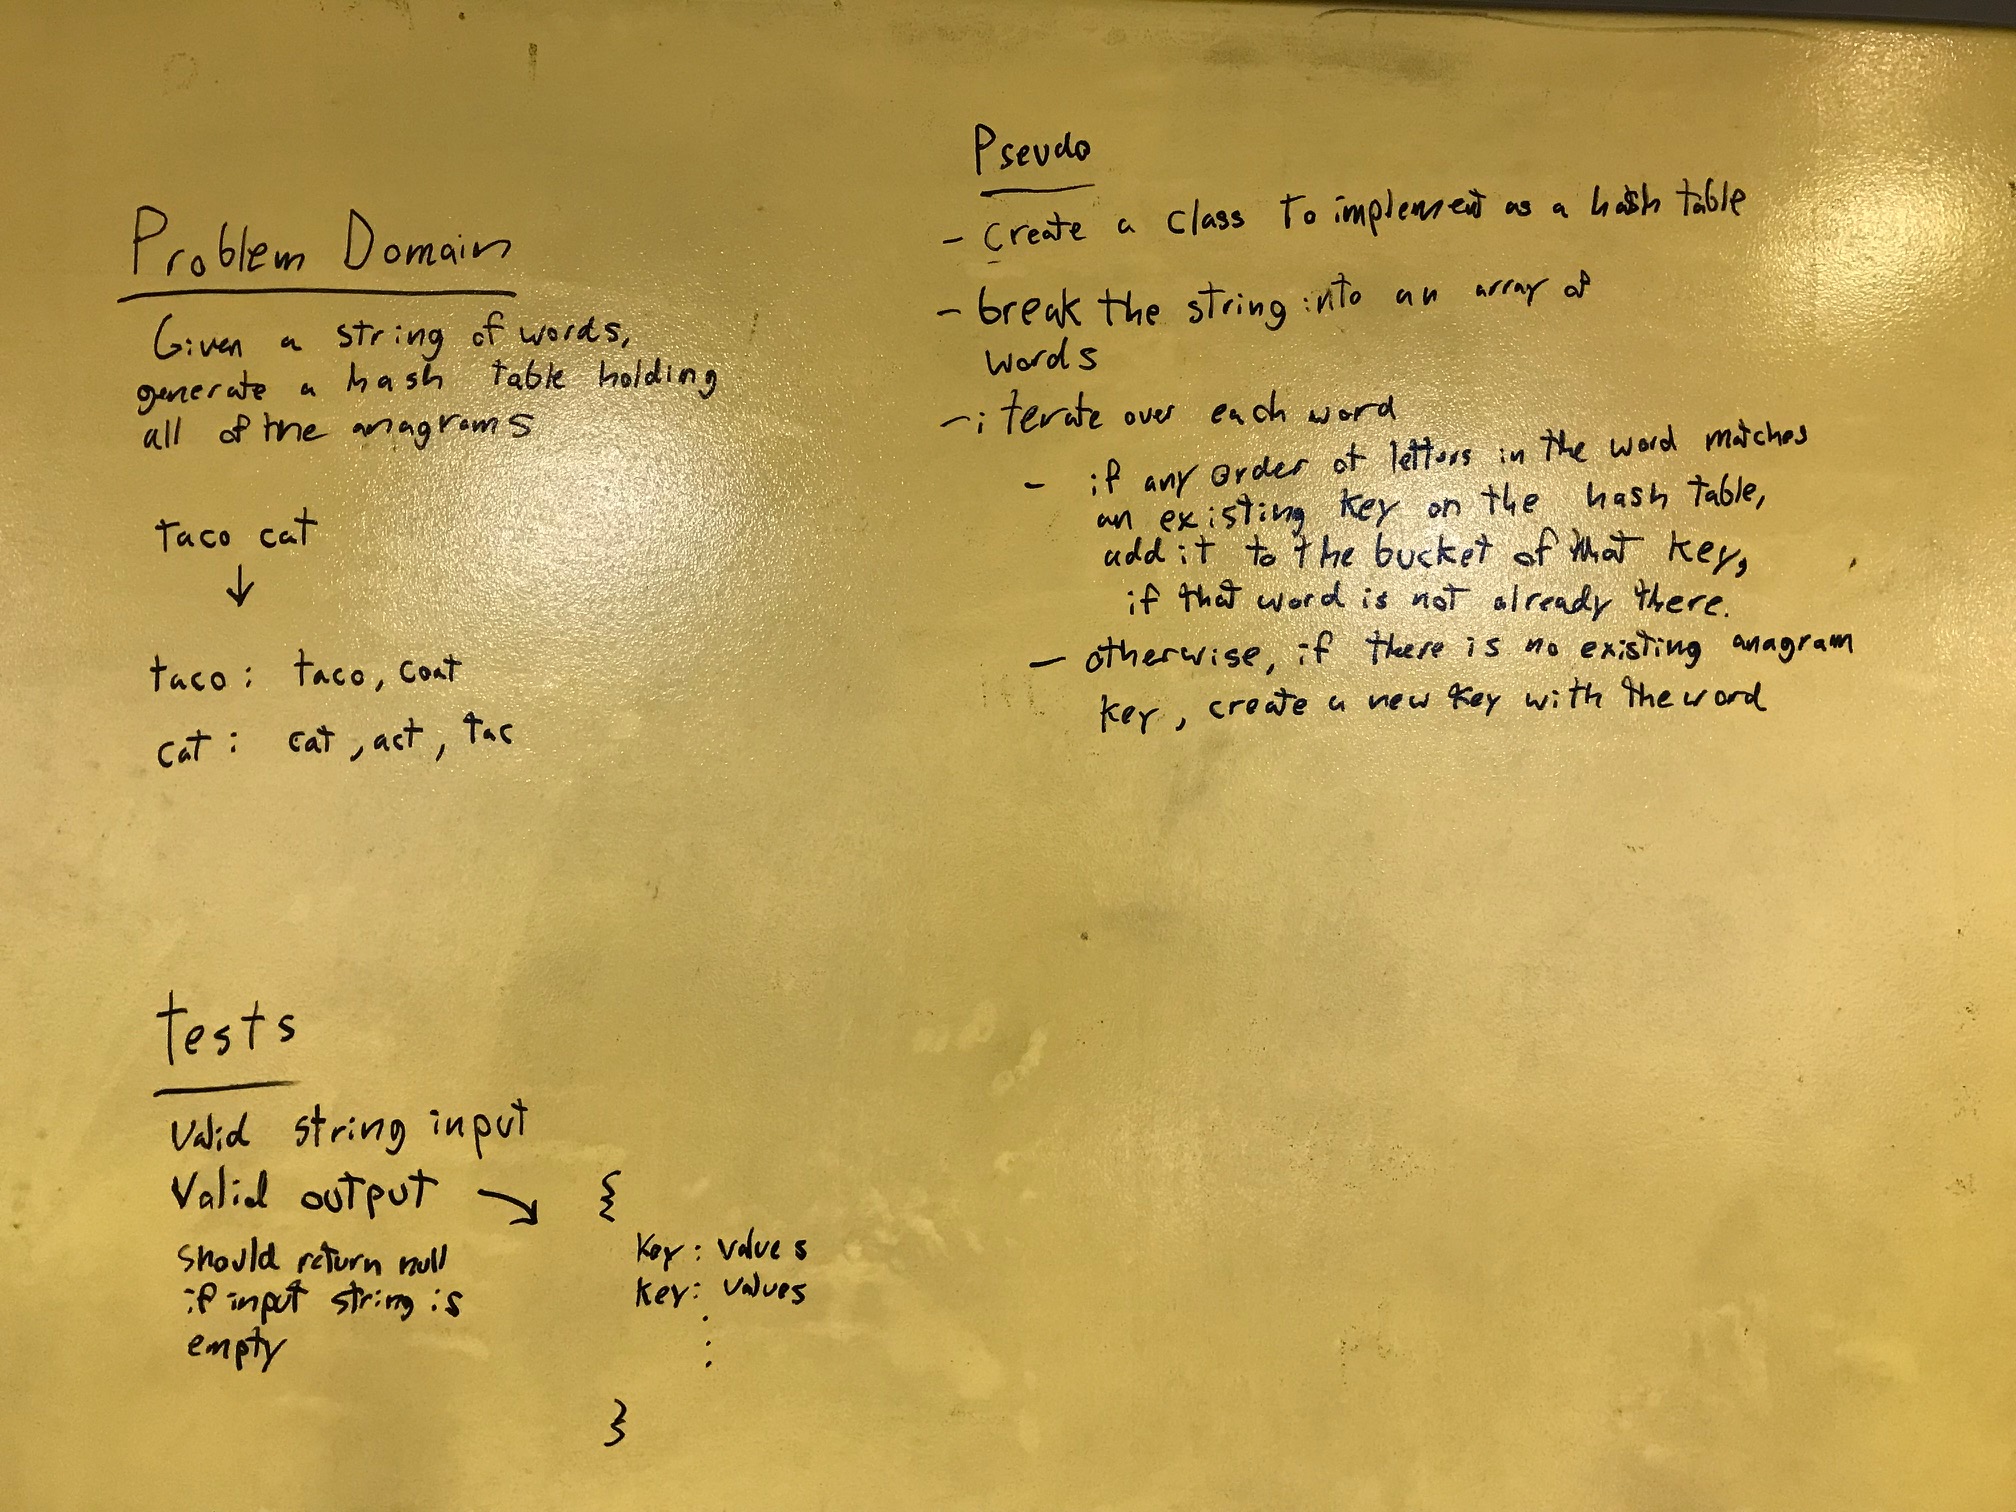 Problem Domain
Given a string of words,
generate a hash table holding
all of the anagrams
taco cat
↓
taco: taco, coat
cat: cat, act, tac
tests
Valid string input
Valid output →
should return null
if input string is
empty
{
key: values
key: values
:
.
}
Pseudo
- Create a class to implement as a hash table
- break the string into an array of
words
- iterate over each word
- if any order of letters in the word matches
an existing key on the hash table,
add it to the bucket of that key,
if that word is not already there.
- otherwise, if there is no existing anagram
key, create a new key with the word